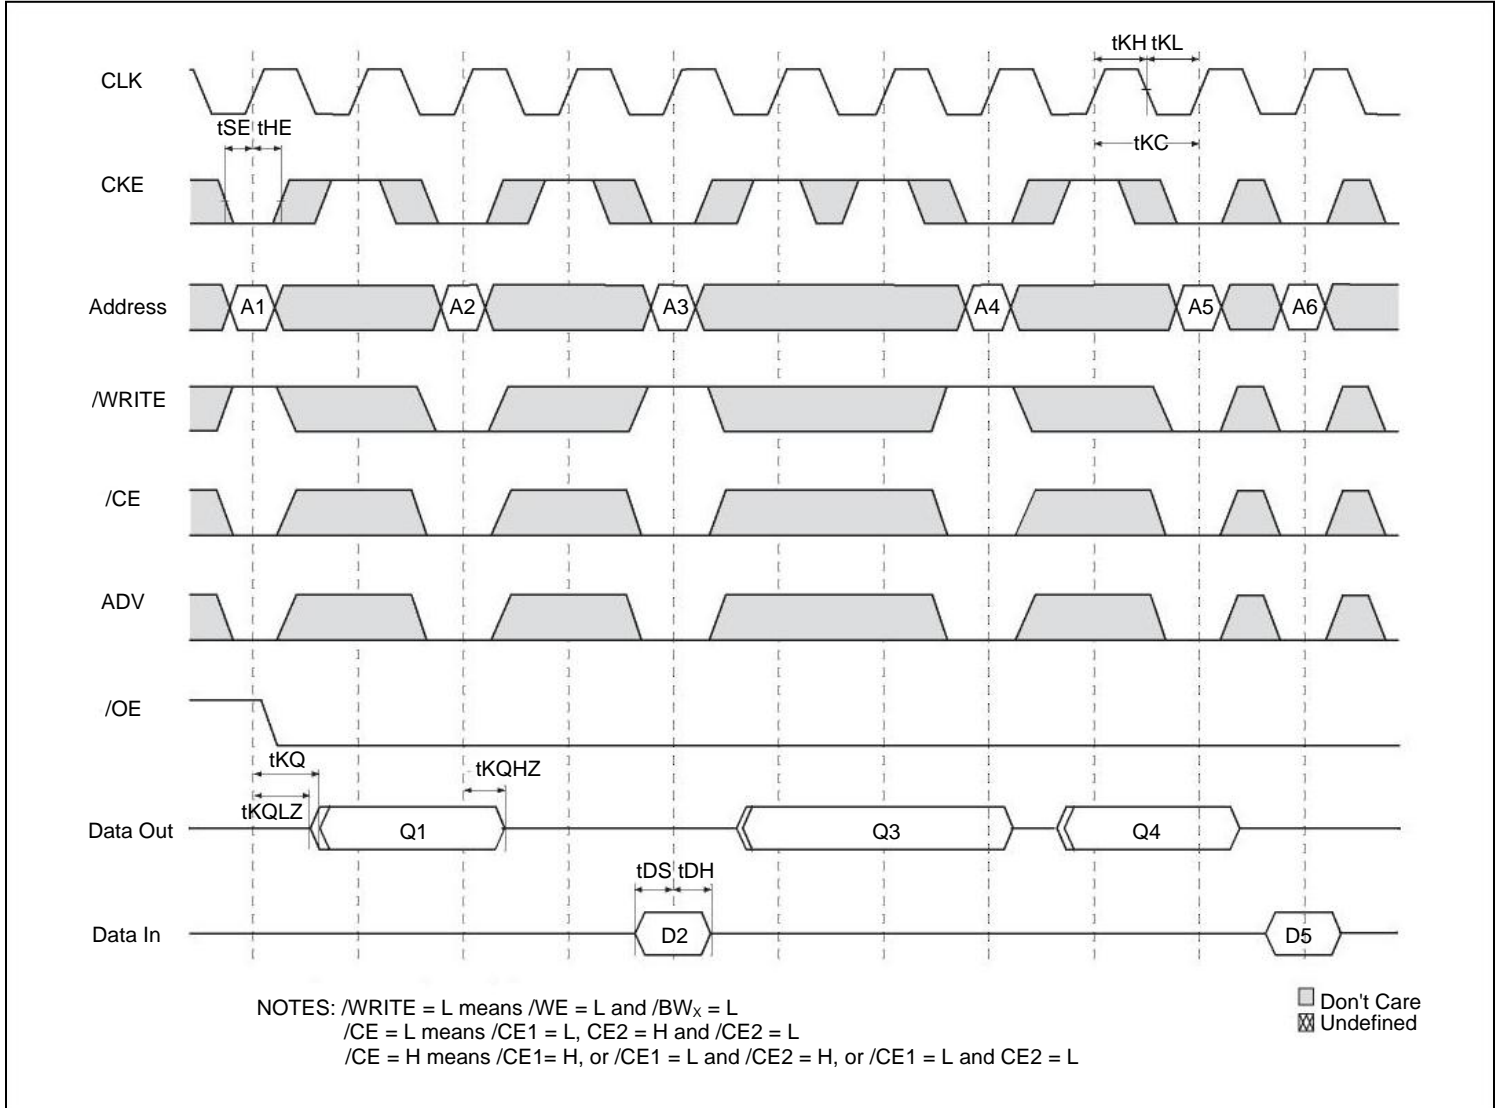 tKH tKL
CLK
tSE tHE
tKC
CKE
Address A1 A2 A3 A4 A5 A6
/WRITE
/CE
ADV
/OE
tKQ
tKQHZ
tKQLZ
Data Out Q1 Q3 Q4
tDS tDH
Data In D2 D5
NOTES: /WRITE = L means /WE = L and /BWX = L
/CE = L means /CE1 = L, CE2 = H and /CE2 = L
/CE = H means /CE1= H, or /CE1 = L and /CE2 = H, or /CE1 = L and CE2 = L
Don't Care
Undefined